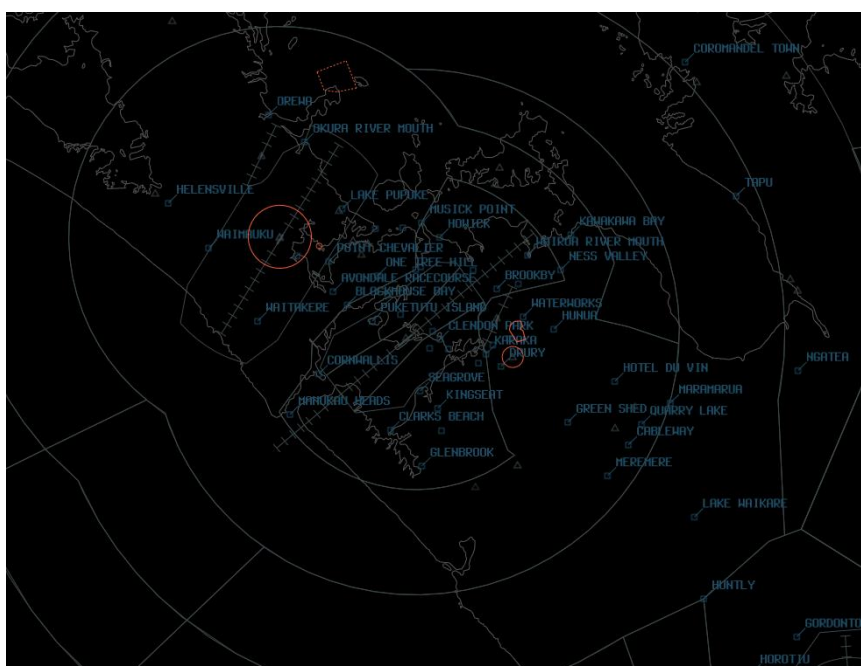 COROMANDEL TOWN
OREWA
OKURA RIVER MOUTH
HELENSVILLE
TAPU
LAKE PUPUKE
MUSICK POINT
HOWICK
KAWAKAWA BAY
WAIMAUKU
WAIROA RIVER MOUTH
POINT CHEVALIER
NESS VALLEY
ONE TREE HILL
AVONDALE RACECOURSE
BROOKBY
BLOCKHOUSE BAY
WAITAKERE
PUKETUTU ISLAND
WATERWORKS
CLENDON PARK
HUNUA
KARAKA
DRURY
CORNWALLIS
NGATEA
SEAGROVE
HOTEL DU VIN
KINGSEAT
MARAMARUA
MANUKAU HEADS
GREEN SHED
QUARRY LAKE
CLARKS BEACH
CABLEWAY
GLENBROOK
MEREMERE
LAKE WAIKARE
HUNTLY
GORDONTO
HOROTIU